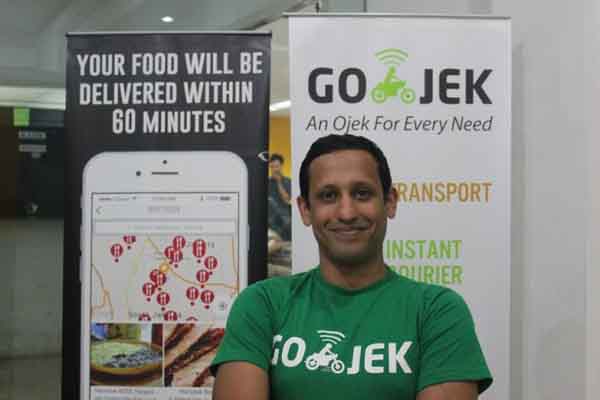 YOUR FOOD WILL BE
DELIVERED WITHIN
60 MINUTES
GO JEK
An Ojek For Every Need
TRANSPORT
INSTANT
COURIER
GO JEK